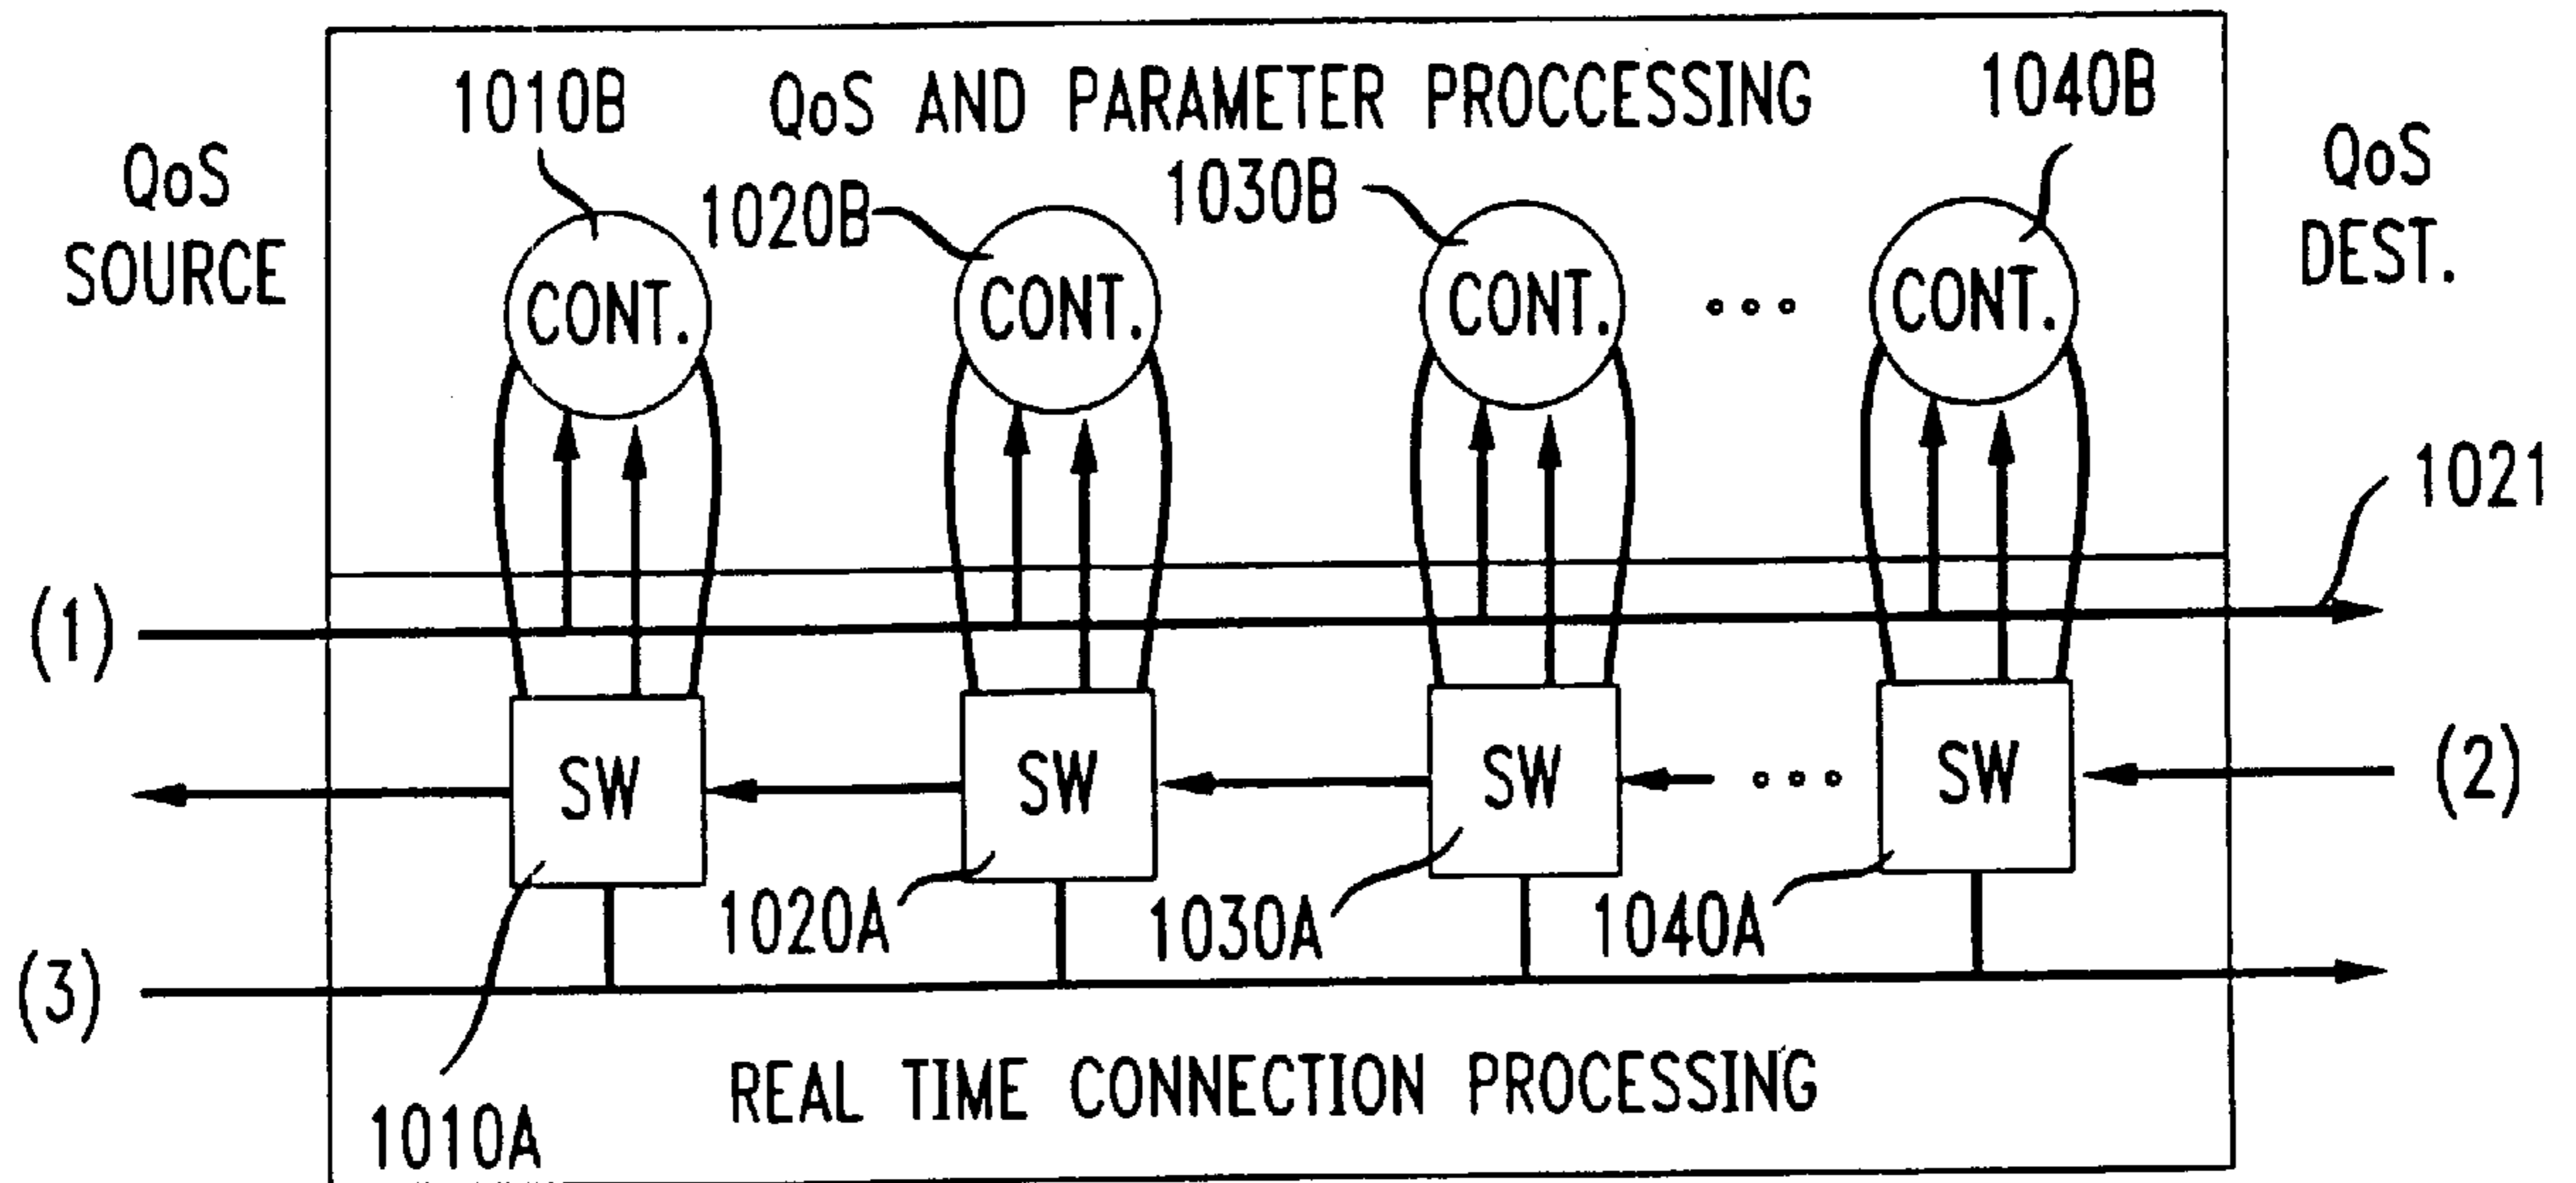 1010B
QoS AND PARAMETER PROCCESSING
1040B
QoS
SOURCE
1020B
1030B
QoS
DEST.
CONT.
CONT.
CONT.
CONT.
1021
(1)
SW
SW
SW
SW
(2)
1020A
1030A
1040A
(3)
REAL TIME CONNECTION PROCESSING
1010A